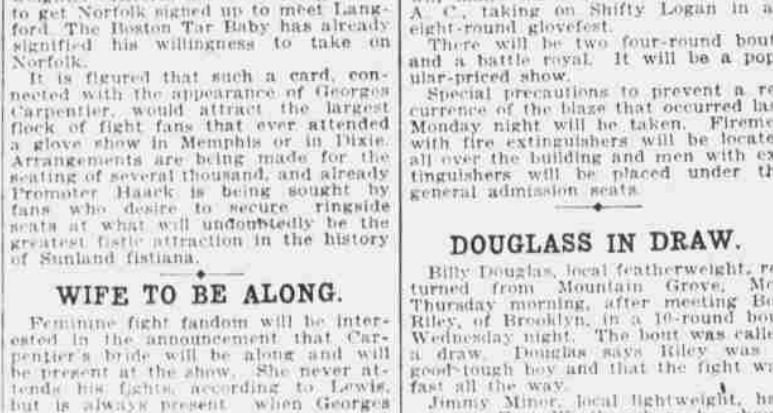 to get Norfolk signed up to meet Lang-
ford. The Boston Tar Baby has already
signified his willingness to take on
Norfolk.
It is figured that such a card, con-
nected with the appearance of Georges
Carpentier, would attract the largest
flock of fight fans that ever attended
a glove show in Memphis or in Dixie.
Arrangements are being made for the
seating of several thousand, and already
Promoter Haack is being sought by
fans who desire to secure ringside
seats at what will undoubtedly be the
greatest fistic attraction in the history
of Sunland fistiana.
WIFE TO BE ALONG.
Feminine fight fandom will be inter-
ested in the announcement that Car-
pentier's bride will be along and will
be present at the show. She never at-
tends his fights, according to Lewis,
but is always present when Georges
A. C., taking on Shifty Logan in a
eight-round glovefest.
There will be two four-round bout
and a battle royal. It will be a pop
ular-priced show.
Special precautions to prevent a re
currence of the blaze that occurred la
Monday night will be taken. Fireme
with fire extinguishers will be locate
all over the building and men with ex
tinguishers will be placed under th
general admission seats.
DOUGLASS IN DRAW.
Billy Douglas, local featherweight, re
turned from Mountain Grove, Mo
Thursday morning, after meeting Be
Riley, of Brooklyn, in a 10-round bou
Wednesday night. The bout was calle
a draw. Douglas says Riley was
good tough boy and that the fight wa
fast all the way.
Jimmy Minor, local lightweight, ha